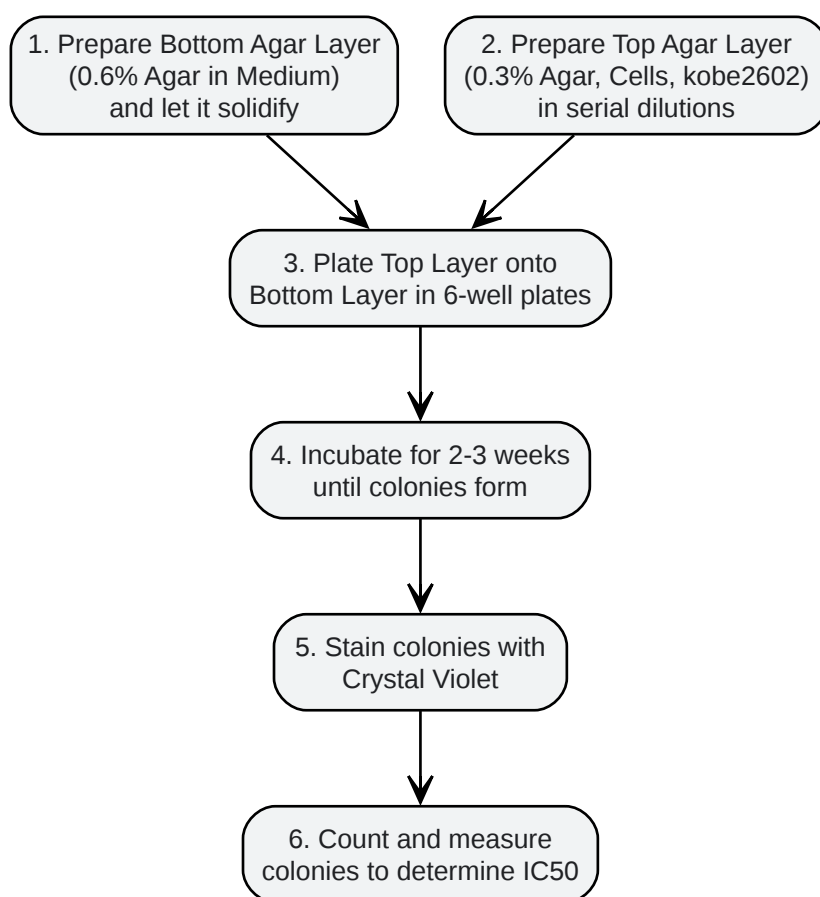 1. Prepare Bottom Agar Layer
(0.6% Agar in Medium)
and let it solidify
2. Prepare Top Agar Layer
(0.3% Agar, Cells, kobe2602)
in serial dilutions
3. Plate Top Layer onto
Bottom Layer in 6-well plates
4. Incubate for 2-3 weeks
until colonies form
5. Stain colonies with
Crystal Violet
6. Count and measure
colonies to determine IC50